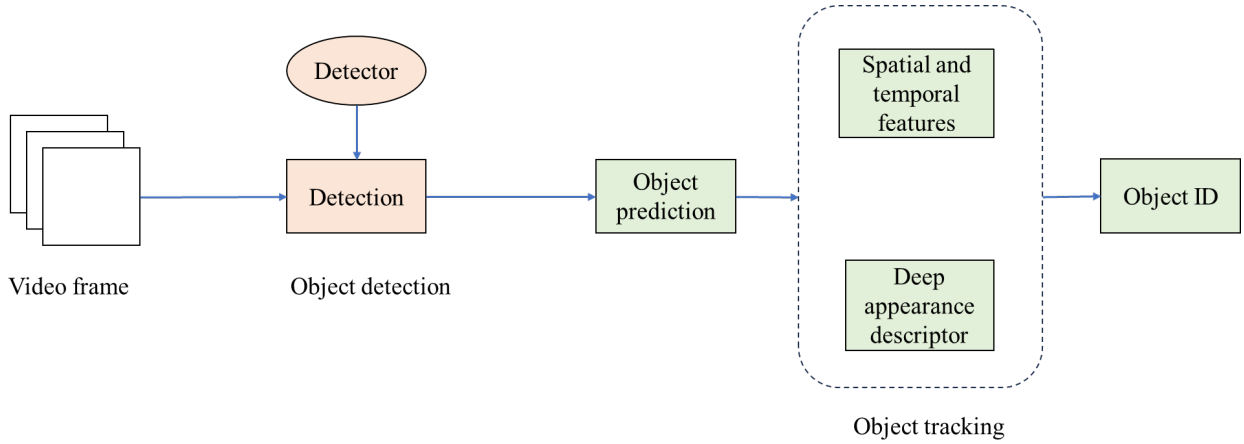 Detector
Spatial and
temporal
features
Detection
Object
prediction
Object ID
Video frame
Object detection
Deep
appearance
descriptor
Object tracking